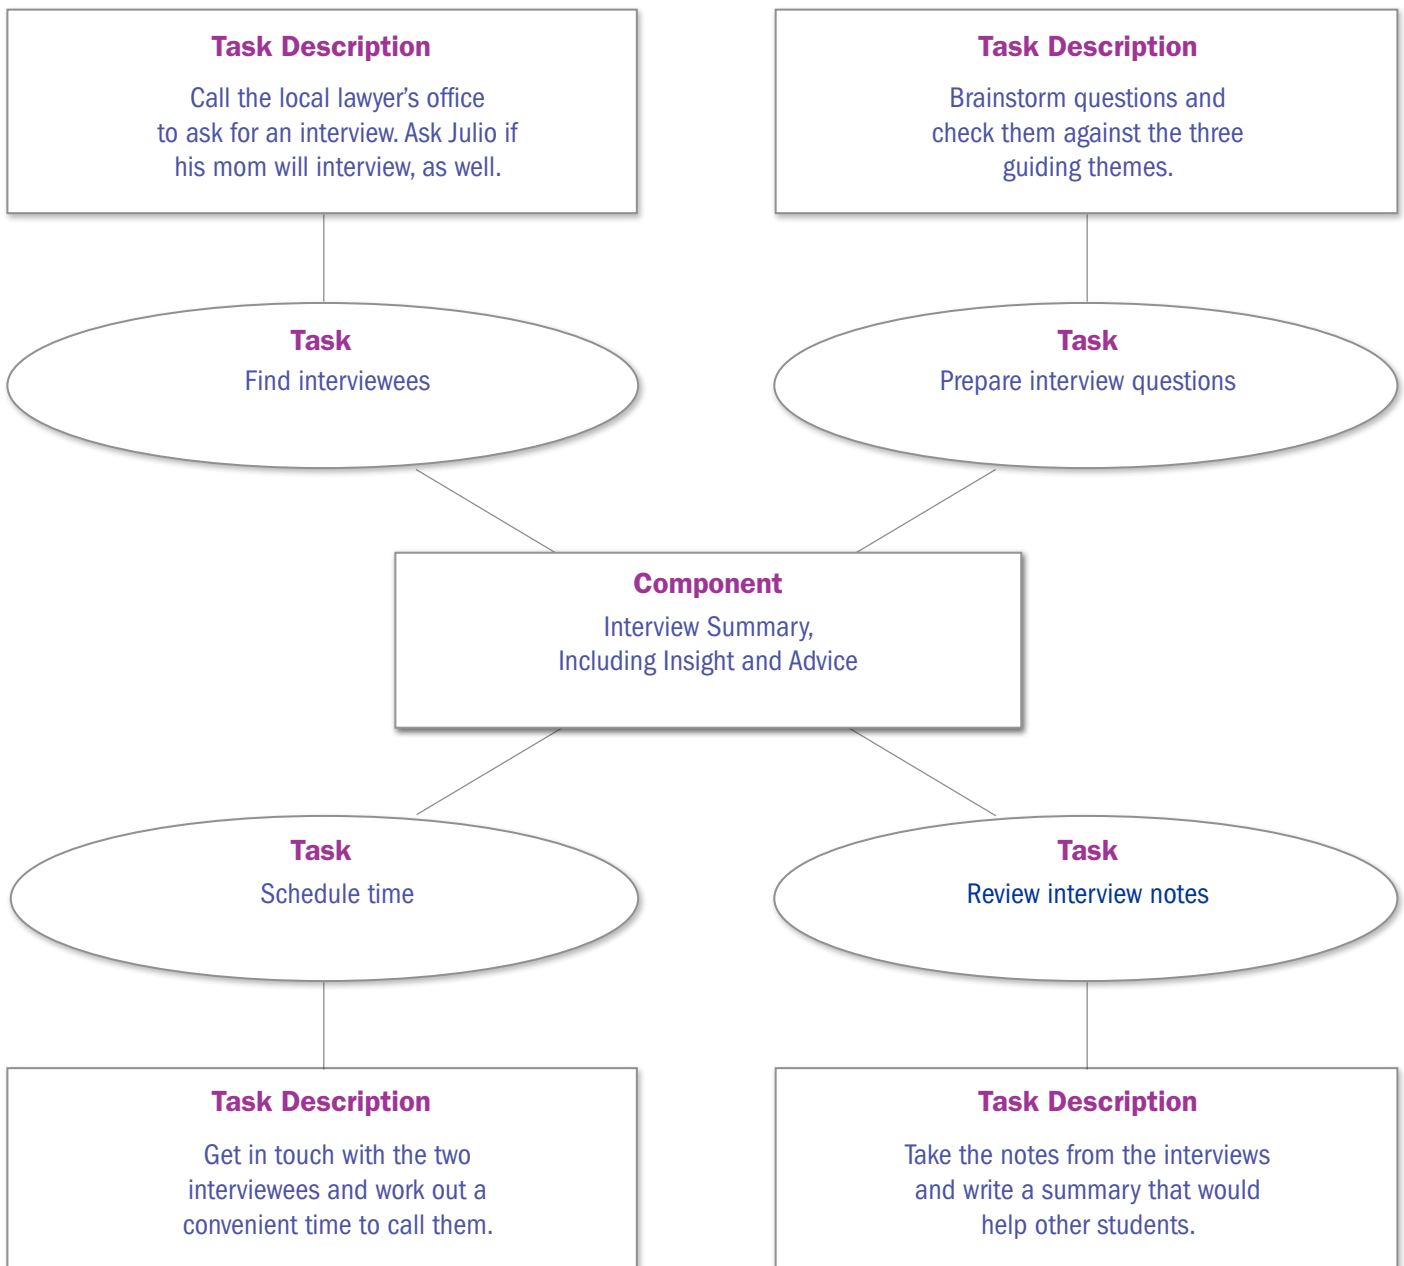 Task Description
Call the local lawyer’s office
to ask for an interview. Ask Julio if
his mom will interview, as well.
Task Description
Brainstorm questions and
check them against the three
guiding themes.
Task
Find interviewees
Task
Prepare interview questions
Component
Interview Summary,
Including Insight and Advice
Task
Schedule time
Task
Review interview notes
Task Description
Get in touch with the two
interviewees and work out a
convenient time to call them.
Task Description
Take the notes from the interviews
and write a summary that would
help other students.